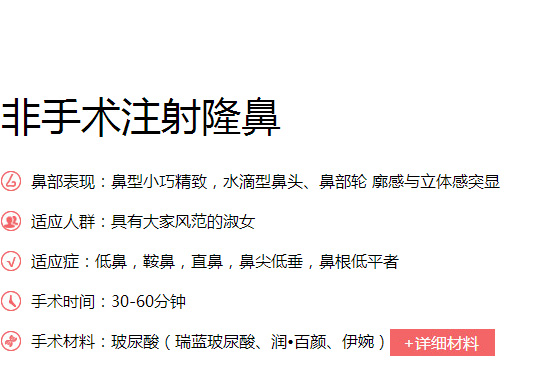 非手术注射隆鼻
鼻部表现：鼻型小巧精致，水滴型鼻头、鼻部轮 廓感与立体感突显
适应人群：具有大家风范的淑女
适应症：低鼻，鞍鼻，直鼻，鼻尖低垂，鼻根低平者
手术时间：30-60分钟
手术材料：玻尿酸（瑞蓝玻尿酸、润•百颜、伊婉） +详细材料